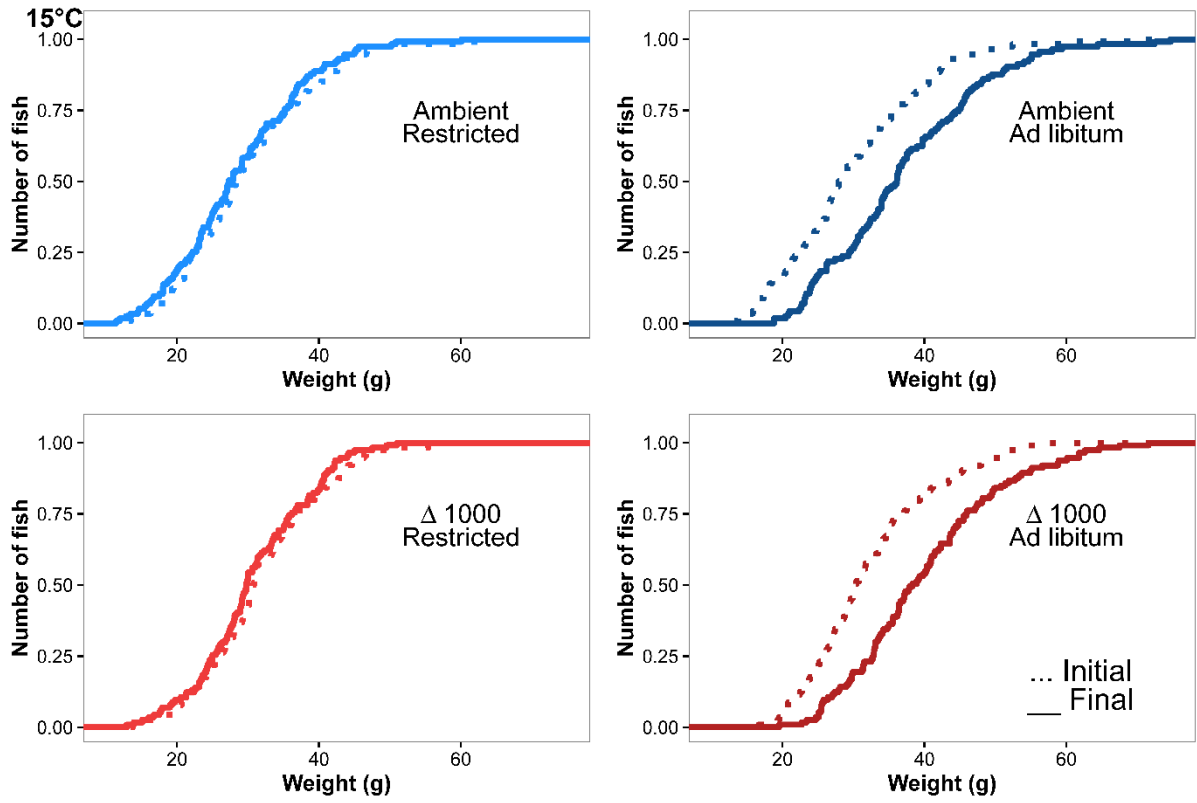 15°C
1.00
0.75
0.50
0.25
0.00
Number of fish
Ambient
Restricted
20
40
60
Weight (g)
1.00
0.75
0.50
0.25
0.00
Number of fish
Ambient
Ad libitum
20
40
60
Weight (g)
1.00
0.75
0.50
0.25
0.00
Number of fish
Δ 1000
Restricted
20
40
60
Weight (g)
1.00
0.75
0.50
0.25
0.00
Number of fish
Δ 1000
Ad libitum
... Initial
__ Final
20
40
60
Weight (g)